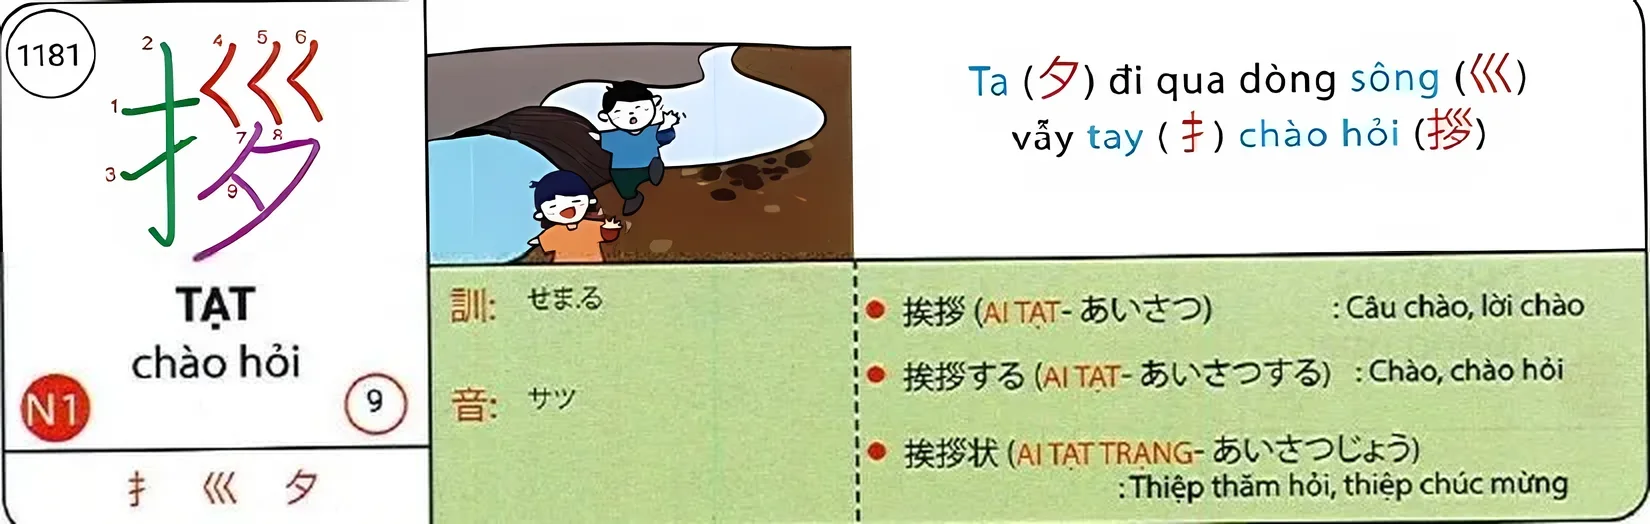 1181
1 2 3 4 5 6 7 8 9
拶
TẠT
chào hỏi
N1
9
扌 巛 夕
Ta (夕) đi qua dòng sông (巛)
vẫy tay (扌) chào hỏi (拶)
訓: せま.る
音: サツ
● 挨拶 (AI TẠT- あいさつ) : Câu chào, lời chào
● 挨拶する (AI TẠT- あいさつする) : Chào, chào hỏi
● 挨拶状 (AI TẠT TRẠNG- あいさつじょう)
: Thiệp thăm hỏi, thiệp chúc mừng